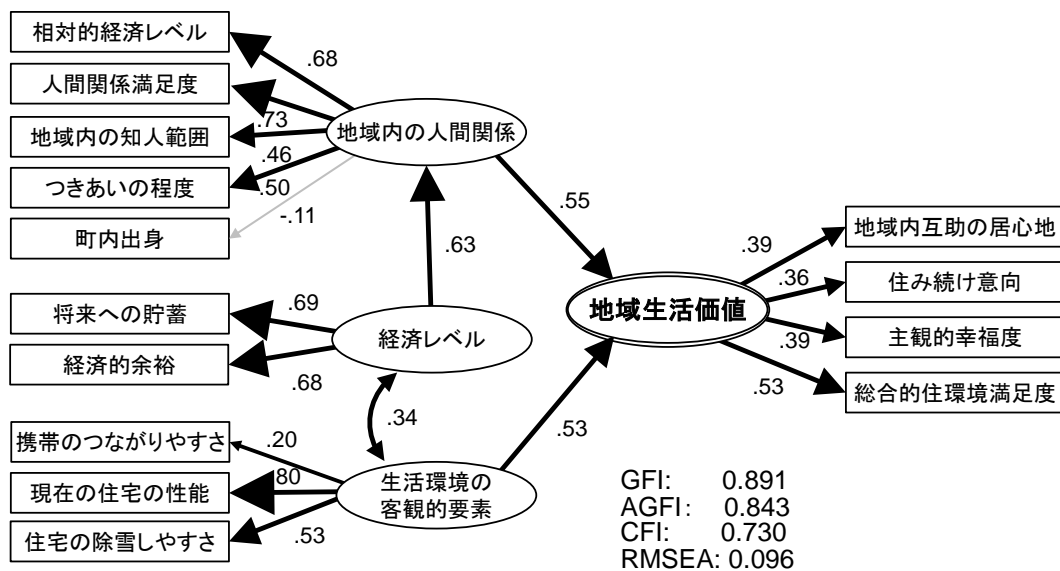 相対的経済レベル
人間関係満足度
地域内の知人範囲
つきあいの程度
町内出身
.68
.73
.46
.50
-.11
地域内の人間関係
.55
.63
将来への貯蓄
経済的余裕
.69
.68
経済レベル
.34
携帯のつながりやすさ
現在の住宅の性能
住宅の除雪しやすさ
.20
.80
.53
生活環境の
客観的要素
.53
地域生活価値
.39
.36
.39
.53
地域内互助の居心地
住み続け意向
主観的幸福度
総合的住環境満足度
GFI: 0.891
AGFI: 0.843
CFI: 0.730
RMSEA: 0.096